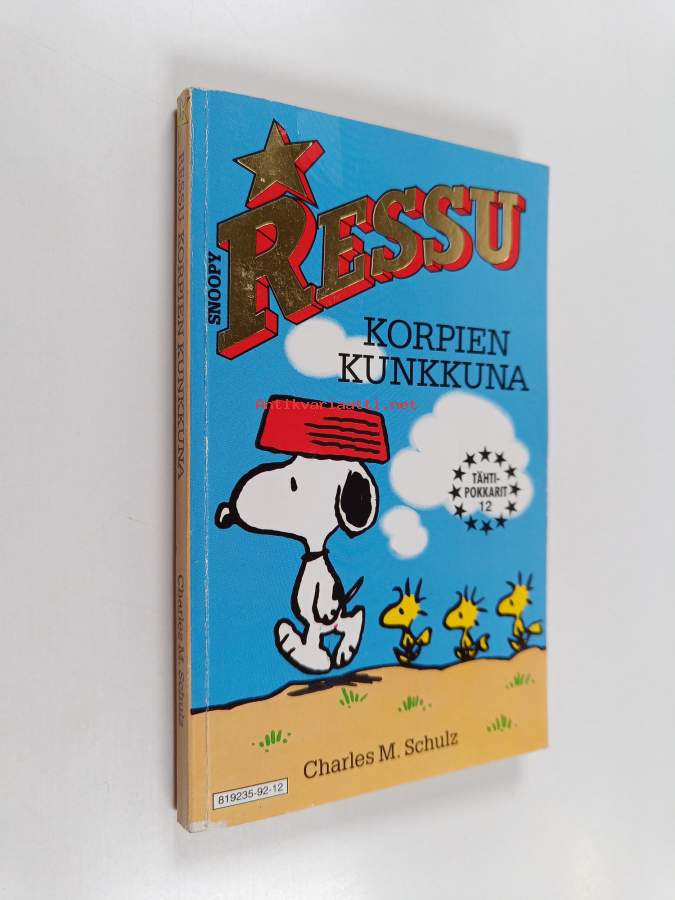 RESSU KORPIEN KUNKKUNA
Charles M. Schulz
SNOOPY
RESSU
KORPIEN
KUNKKUNA
Antikvariaatti.net
TÄHTI-
POKKARIT
12
Charles M. Schulz
819235-92-12